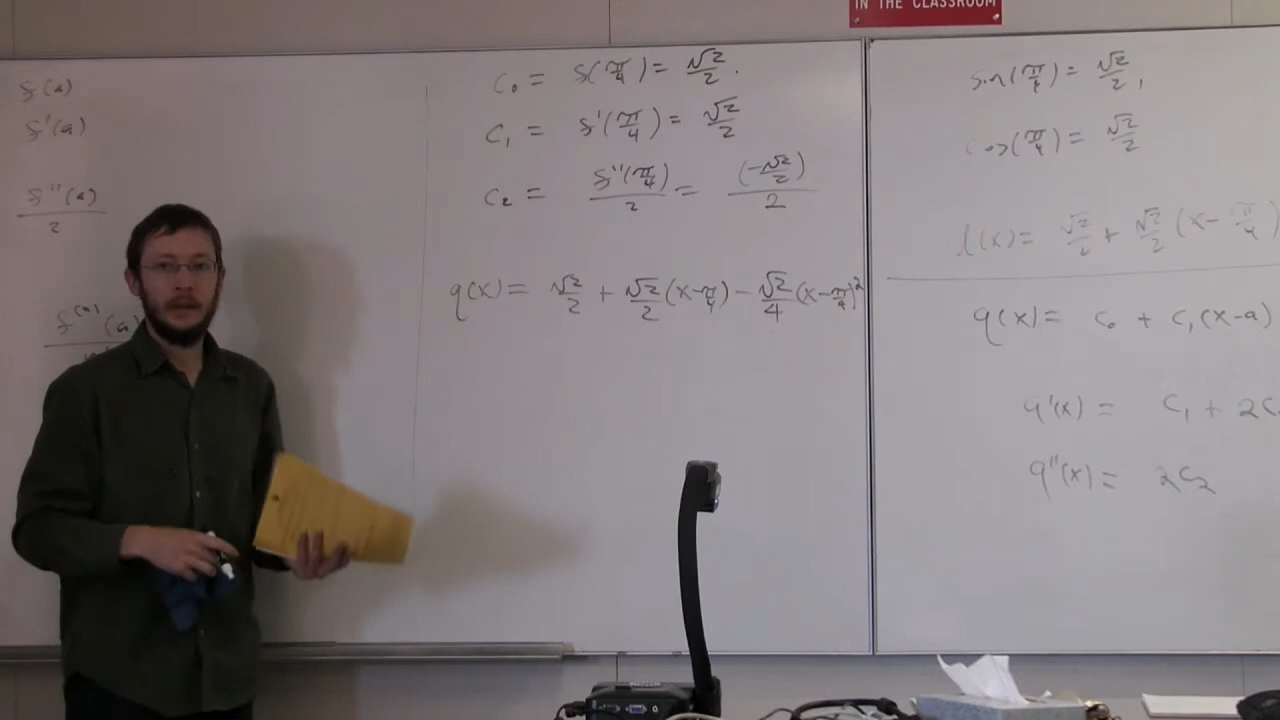 IN THE CLASSROOM
f(a)
f'(a)
f''(a)/2
f⁽ⁿ⁾(a)
c₀ = f(π/4) = √2/2.
c₁ = f'(π/4) = √2/2
c₂ = f''(π/4)/2 = (-√2/2)/2
q(x) = √2/2 + √2/2(x-π/4) - √2/4(x-π/4)²
sin(π/4) = √2/2,
cos(π/4) = √2/2
l(x) = √2/2 + √2/2(x-π/4)
q(x) = c₀ + c₁(x-a)
q'(x) = c₁ + 2c
q''(x) = 2c₂